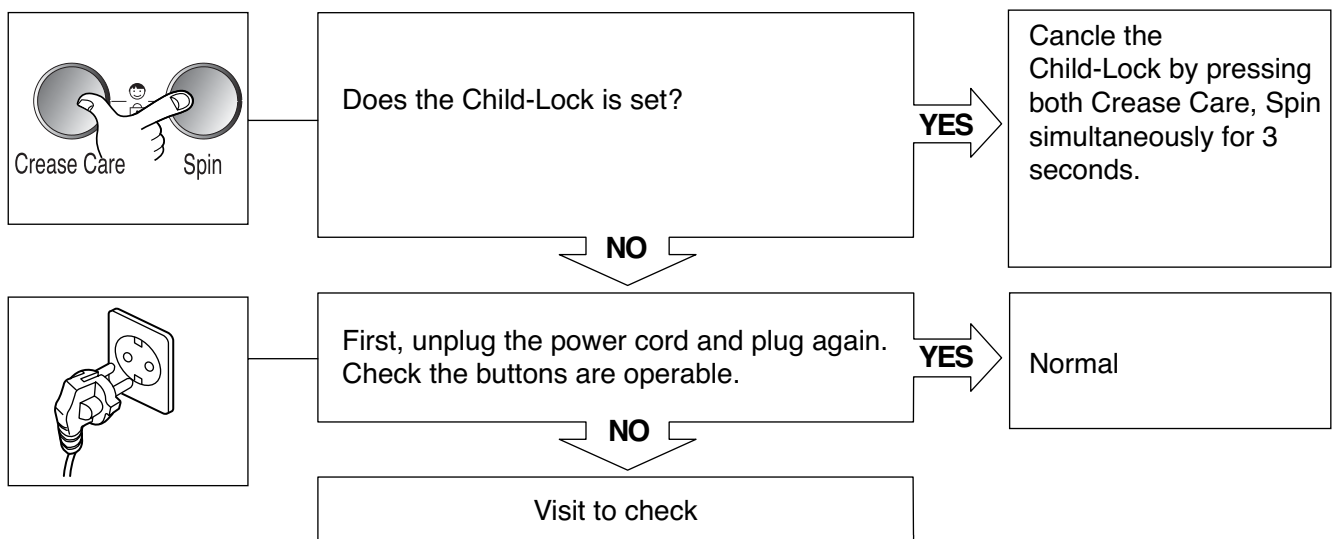 Crease Care Spin
Does the Child-Lock is set?
YES
Cancle the
Child-Lock by pressing
both Crease Care, Spin
simultaneously for 3
seconds.
NO
First, unplug the power cord and plug again.
Check the buttons are operable.
YES
Normal
NO
Visit to check